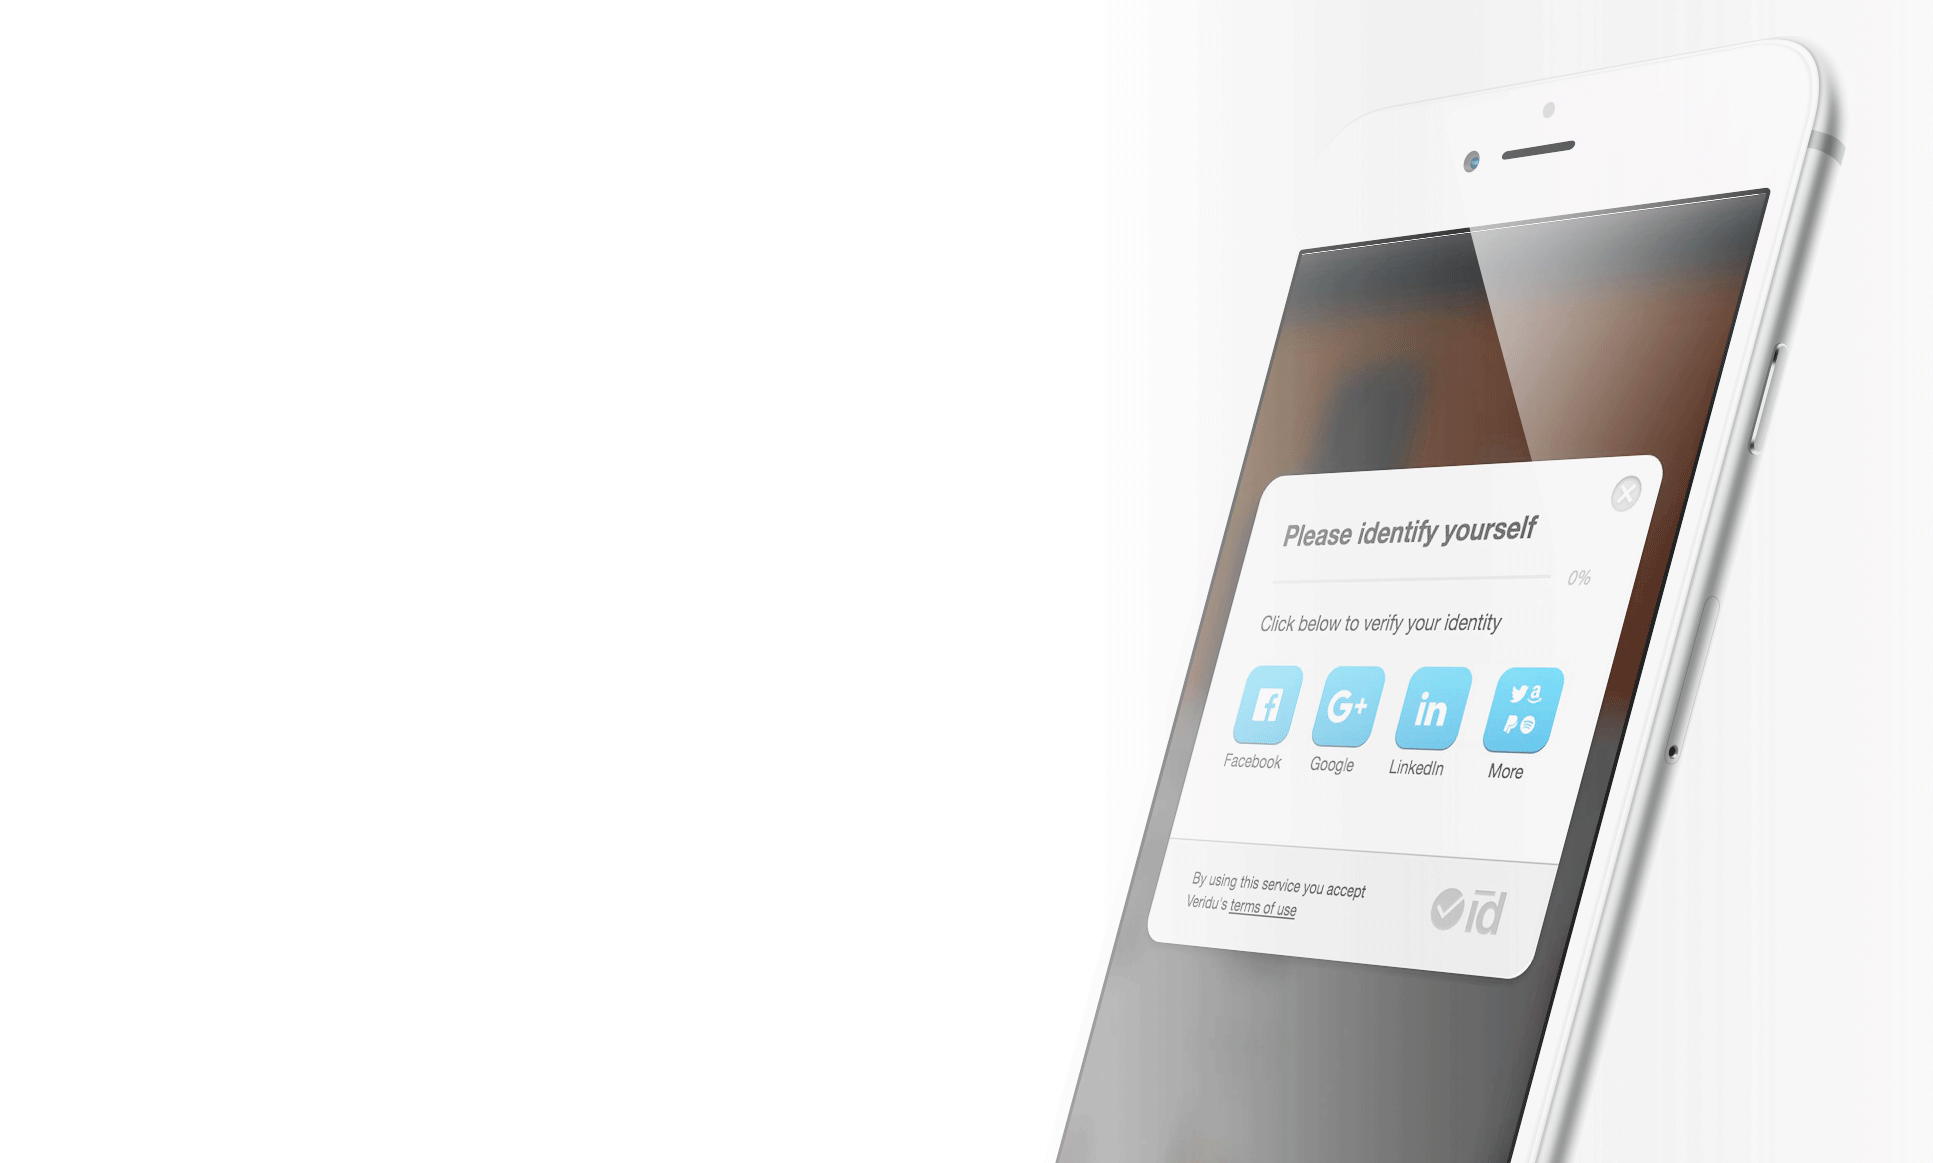 Please identify yourself
0%
Click below to verify your identity
Facebook
Google
LinkedIn
More
By using this service you accept
Veridu's terms of use
id